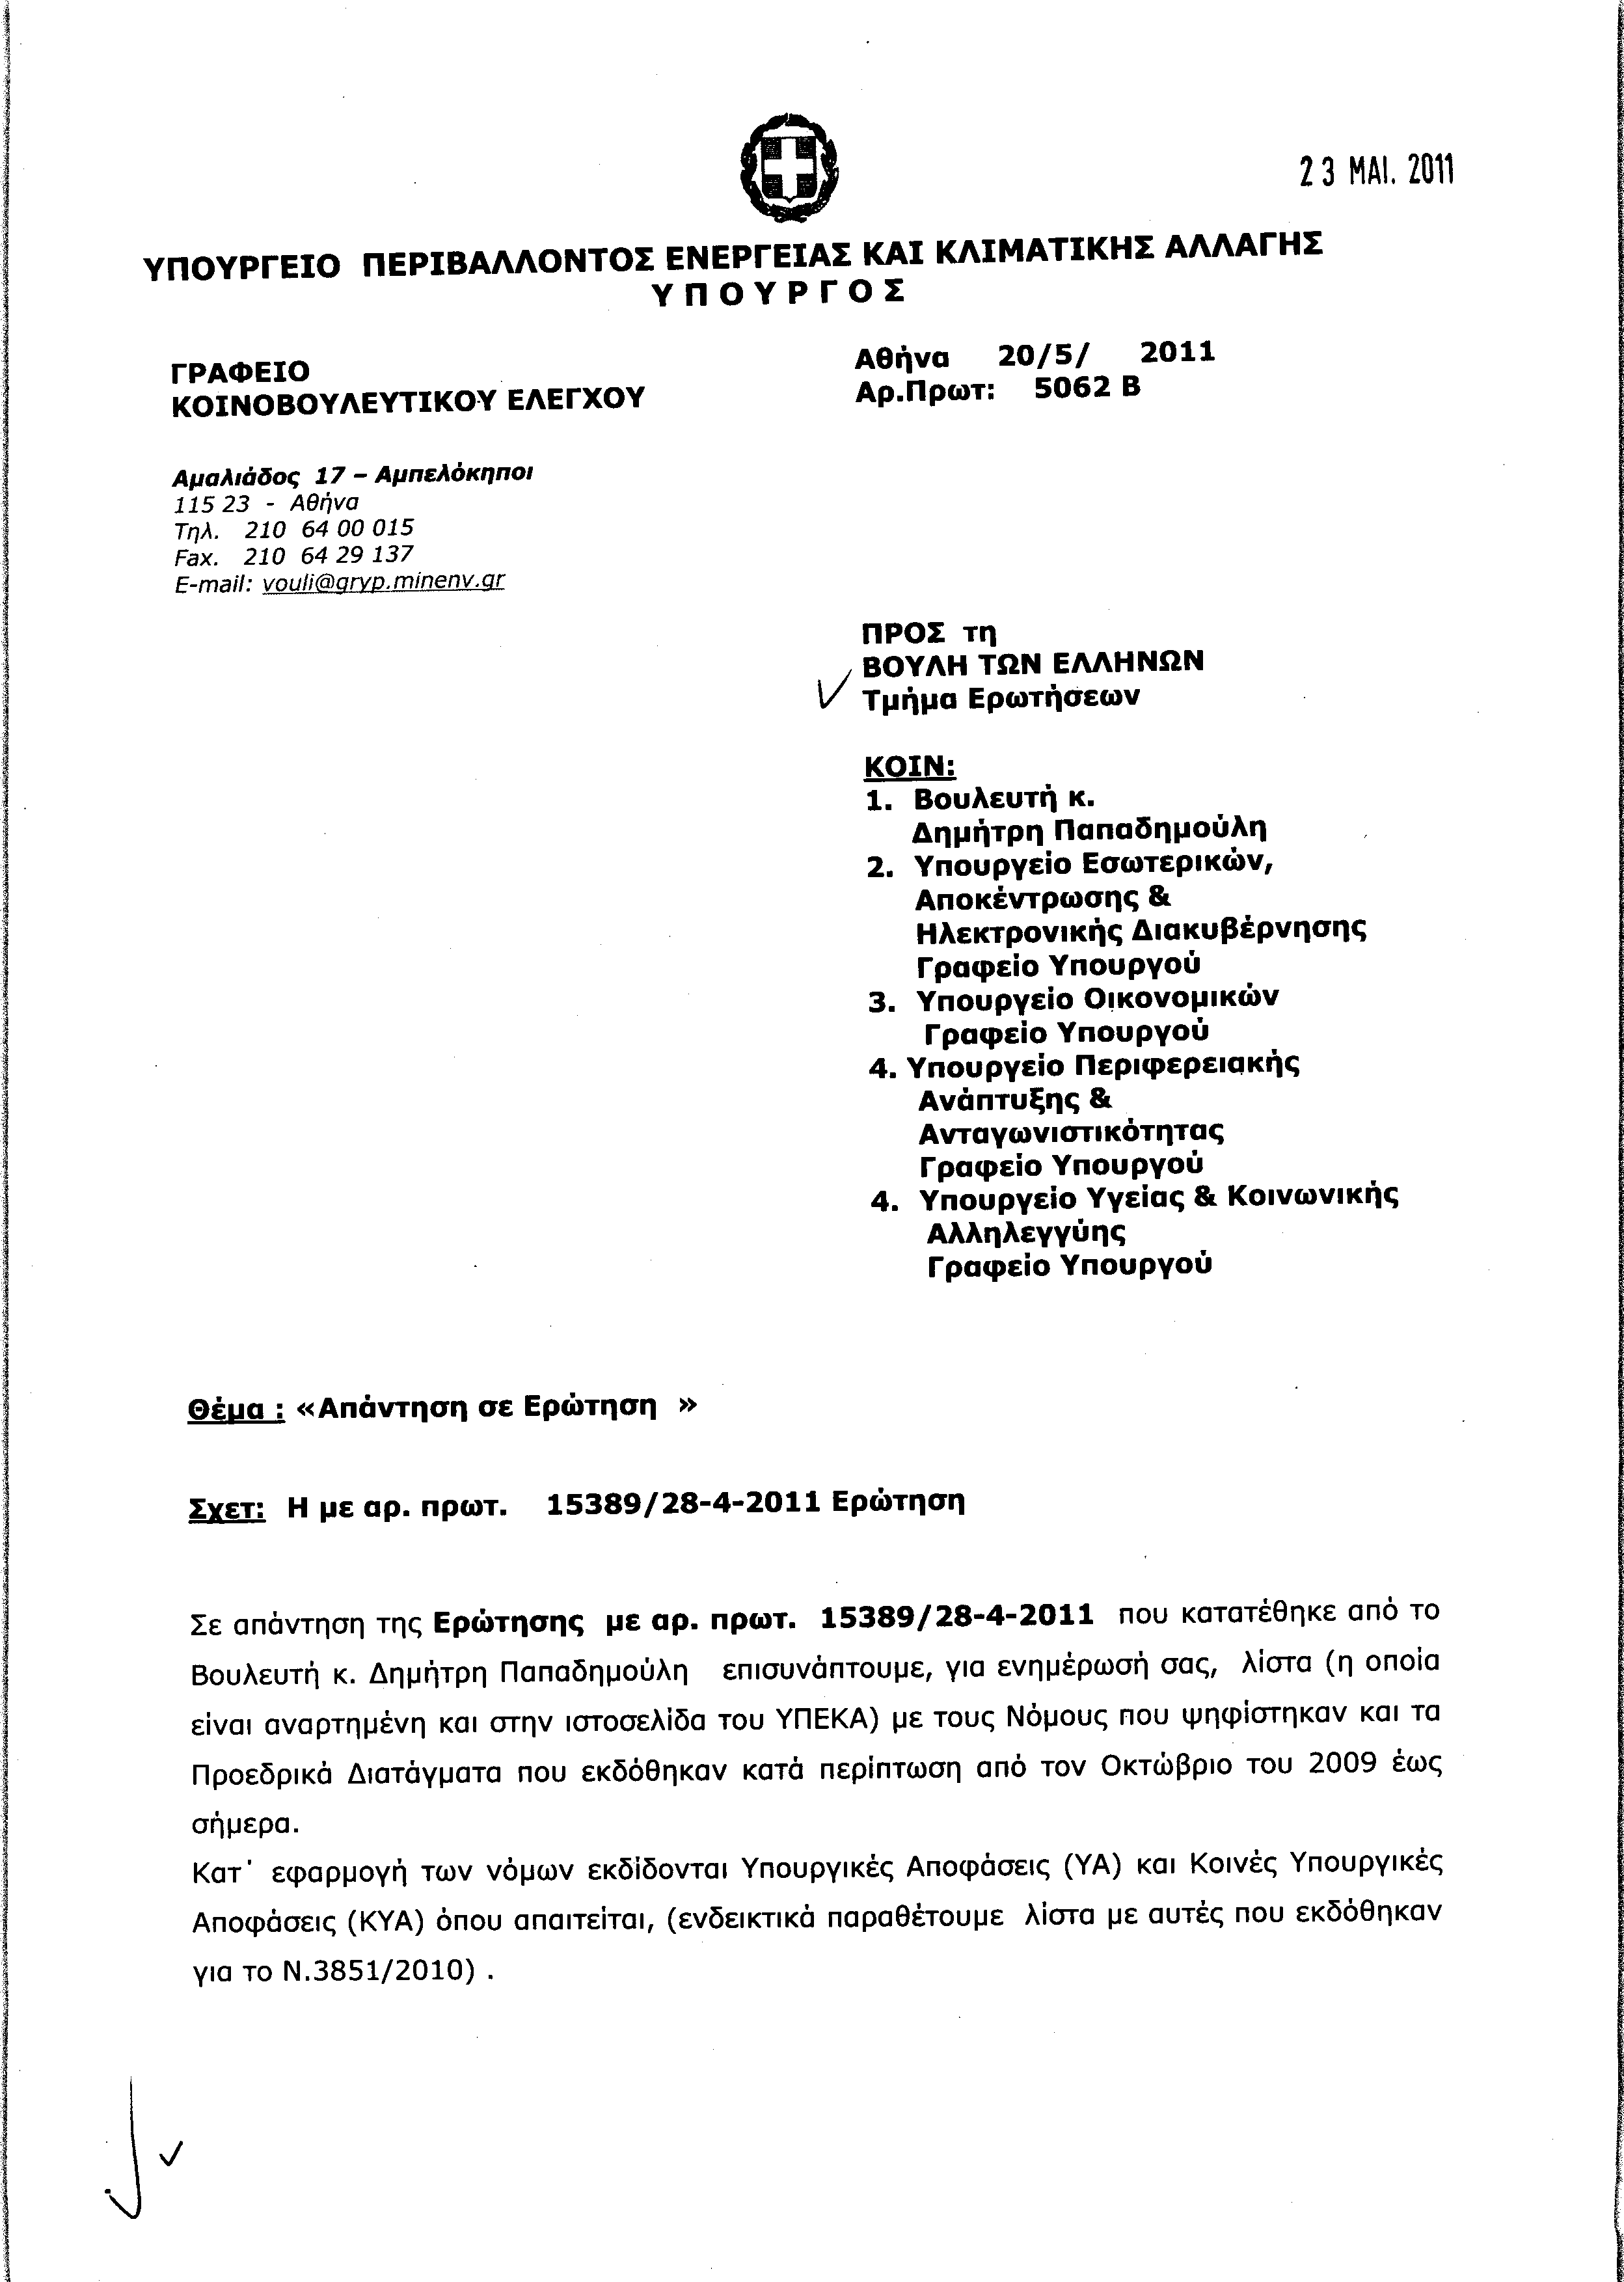 23 ΜΑΙ. 2011
ΥΠΟΥΡΓΕΙΟ ΠΕΡΙΒΑΛΛΟΝΤΟΣ ΕΝΕΡΓΕΙΑΣ ΚΑΙ ΚΛΙΜΑΤΙΚΗΣ ΑΛΛΑΓΗΣ
Υ Π Ο Υ Ρ Γ Ο Σ
ΓΡΑΦΕΙΟ
ΚΟΙΝΟΒΟΥΛΕΥΤΙΚΟΥ ΕΛΕΓΧΟΥ
Αθήνα 20/5/ 2011
Αρ.Πρωτ: 5062 Β
Αμαλιάδος 17 – Αμπελόκηποι
115 23 - Αθήνα
Τηλ. 210 64 00 015
Fax. 210 64 29 137
E-mail: vouli@gryp.minenv.gr
ΠΡΟΣ τη
ΒΟΥΛΗ ΤΩΝ ΕΛΛΗΝΩΝ
Τμήμα Ερωτήσεων
ΚΟΙΝ:
1. Βουλευτή κ.
Δημήτρη Παπαδημούλη
2. Υπουργείο Εσωτερικών,
Αποκέντρωσης &
Ηλεκτρονικής Διακυβέρνησης
Γραφείο Υπουργού
3. Υπουργείο Οικονομικών
Γραφείο Υπουργού
4. Υπουργείο Περιφερειακής
Ανάπτυξης &
Ανταγωνιστικότητας
Γραφείο Υπουργού
4. Υπουργείο Υγείας & Κοινωνικής
Αλληλεγγύης
Γραφείο Υπουργού
Θέμα : «Απάντηση σε Ερώτηση »
Σχετ: Η με αρ. πρωτ. 15389/28-4-2011 Ερώτηση
Σε απάντηση της Ερώτησης με αρ. πρωτ. 15389/28-4-2011 που κατατέθηκε από το
Βουλευτή κ. Δημήτρη Παπαδημούλη επισυνάπτουμε, για ενημέρωσή σας, λίστα (η οποία
είναι αναρτημένη και στην ιστοσελίδα του ΥΠΕΚΑ) με τους Νόμους που ψηφίστηκαν και τα
Προεδρικά Διατάγματα που εκδόθηκαν κατά περίπτωση από τον Οκτώβριο του 2009 έως
σήμερα.
Κατ' εφαρμογή των νόμων εκδίδονται Υπουργικές Αποφάσεις (ΥΑ) και Κοινές Υπουργικές
Αποφάσεις (ΚΥΑ) όπου απαιτείται, (ενδεικτικά παραθέτουμε λίστα με αυτές που εκδόθηκαν
για το Ν.3851/2010) .